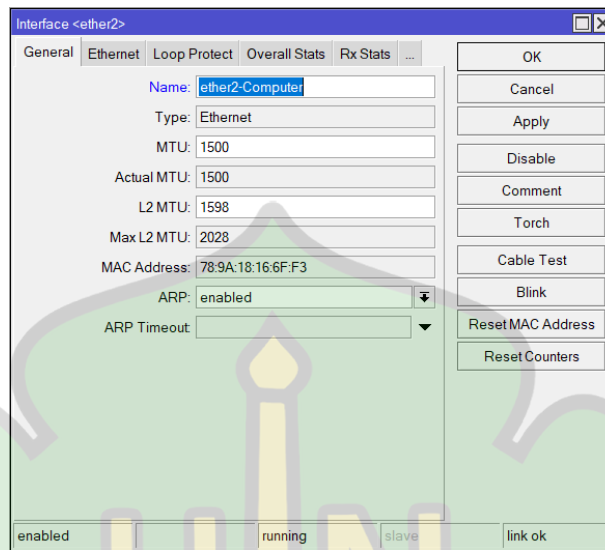 Interface <ether2>
General Ethernet Loop Protect Overall Stats Rx Stats ...
Name: ether2-Computer
Type: Ethernet
MTU: 1500
Actual MTU: 1500
L2 MTU: 1598
Max L2 MTU: 2028
MAC Address: 78:9A:18:16:6F:F3
ARP: enabled
ARP Timeout:
OK
Cancel
Apply
Disable
Comment
Torch
Cable Test
Blink
Reset MAC Address
Reset Counters
enabled running slave link ok